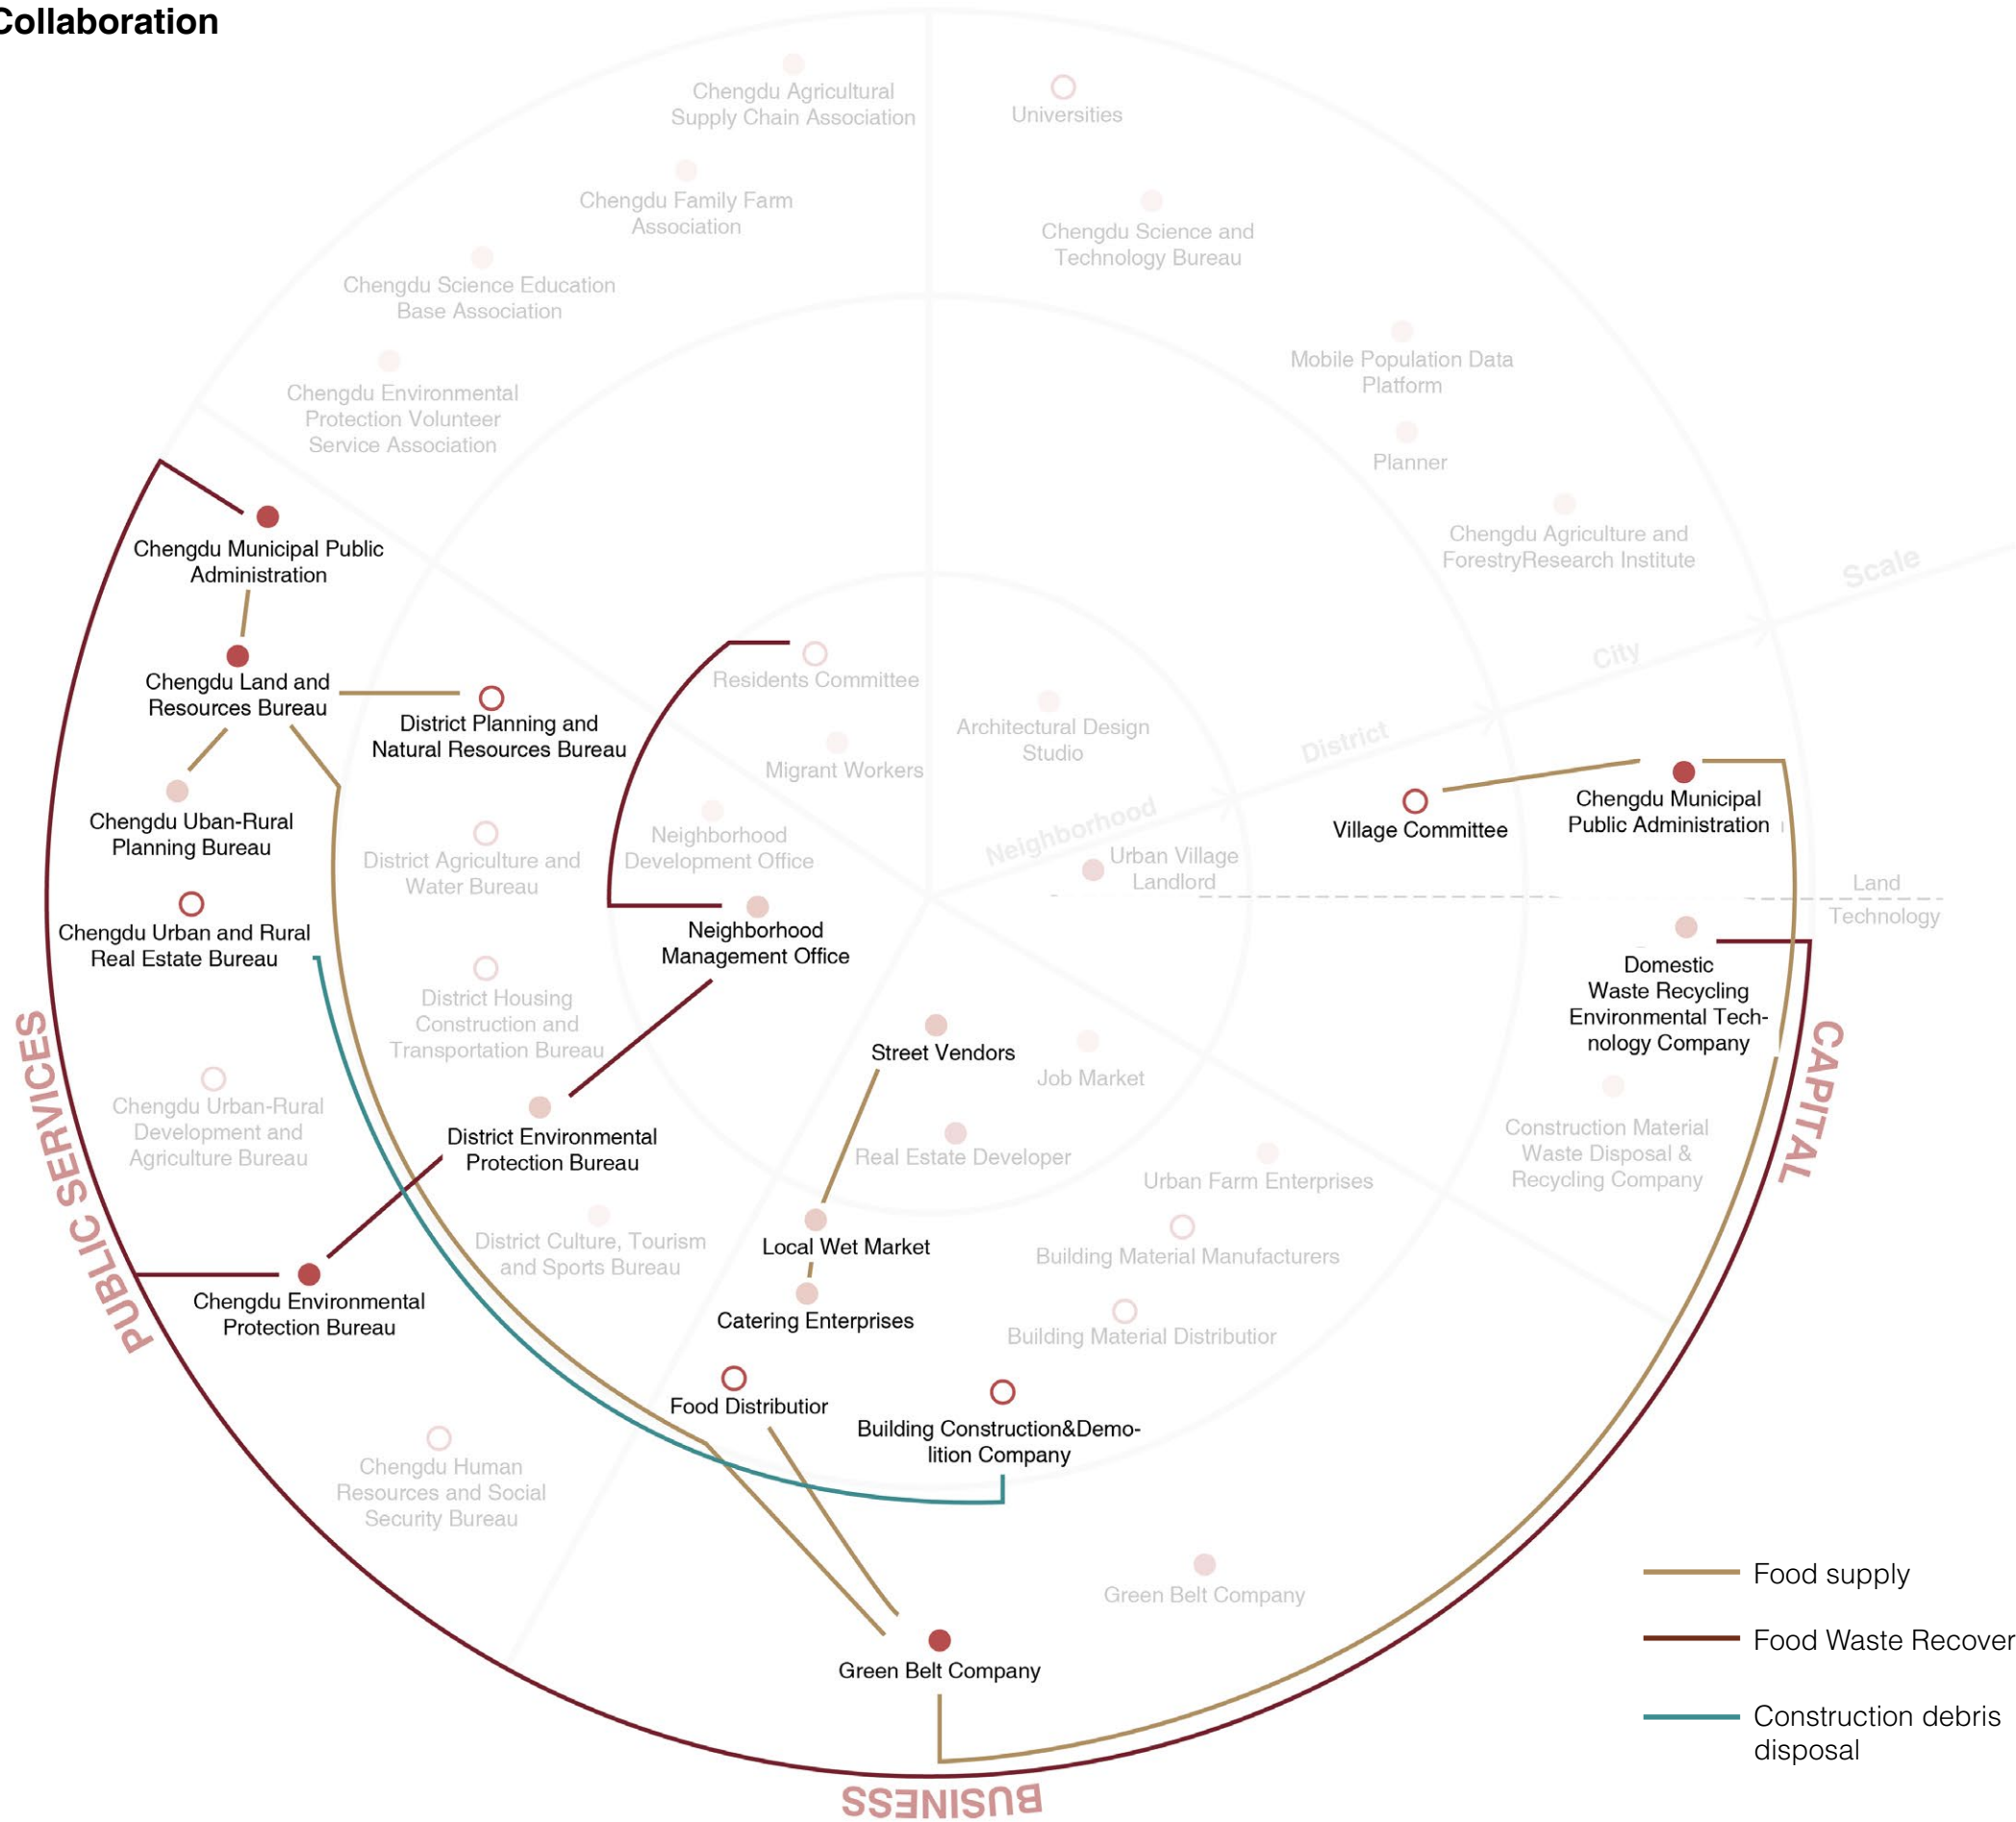 Collaboration
Chengdu Agricultural
Supply Chain Association
Universities
Chengdu Family Farm
Association
Chengdu Science and
Technology Bureau
Chengdu Science Education
Base Association
Mobile Population Data
Platform
Chengdu Environmental
Protection Volunteer
Service Association
Planner
Chengdu Agriculture and
ForestryResearch Institute
Scale
City
District
Neighborhood
Chengdu Municipal Public
Administration
Chengdu Land and
Resources Bureau
District Planning and
Natural Resources Bureau
Residents Committee
Migrant Workers
Architectural Design
Studio
Chengdu Uban-Rural
Planning Bureau
District Agriculture and
Water Bureau
Neighborhood
Development Office
Urban Village
Landlord
Village Committee
Chengdu Municipal
Public Administration
Land
Technology
Chengdu Urban and Rural
Real Estate Bureau
Neighborhood
Management Office
Domestic
Waste Recycling
Environmental Tech-
nology Company
District Housing
Construction and
Transportation Bureau
Street Vendors
Job Market
Chengdu Urban-Rural
Development and
Agriculture Bureau
District Environmental
Protection Bureau
Real Estate Developer
Urban Farm Enterprises
Construction Material
Waste Disposal &
Recycling Company
CAPITAL
PUBLIC SERVICES
District Culture, Tourism
and Sports Bureau
Local Wet Market
Building Material Manufacturers
Chengdu Environmental
Protection Bureau
Catering Enterprises
Building Material Distributior
Food Distributior
Building Construction&Demo-
lition Company
Chengdu Human
Resources and Social
Security Bureau
Green Belt Company
Green Belt Company
BUSINESS
Food supply
Food Waste Recover
Construction debris
disposal